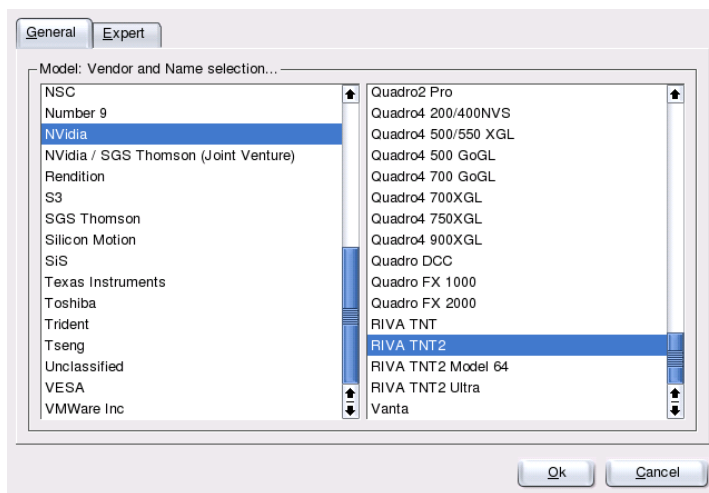 General
Expert
Model: Vendor and Name selection...
NSC
Number 9
NVidia
NVidia / SGS Thomson (Joint Venture)
Rendition
S3
SGS Thomson
Silicon Motion
SiS
Texas Instruments
Toshiba
Trident
Tseng
Unclassified
VESA
VMWare Inc
Quadro2 Pro
Quadro4 200/400NVS
Quadro4 500/550 XGL
Quadro4 500 GoGL
Quadro4 700 GoGL
Quadro4 700XGL
Quadro4 750XGL
Quadro4 900XGL
Quadro DCC
Quadro FX 1000
Quadro FX 2000
RIVA TNT
RIVA TNT2
RIVA TNT2 Model 64
RIVA TNT2 Ultra
Vanta
Ok
Cancel